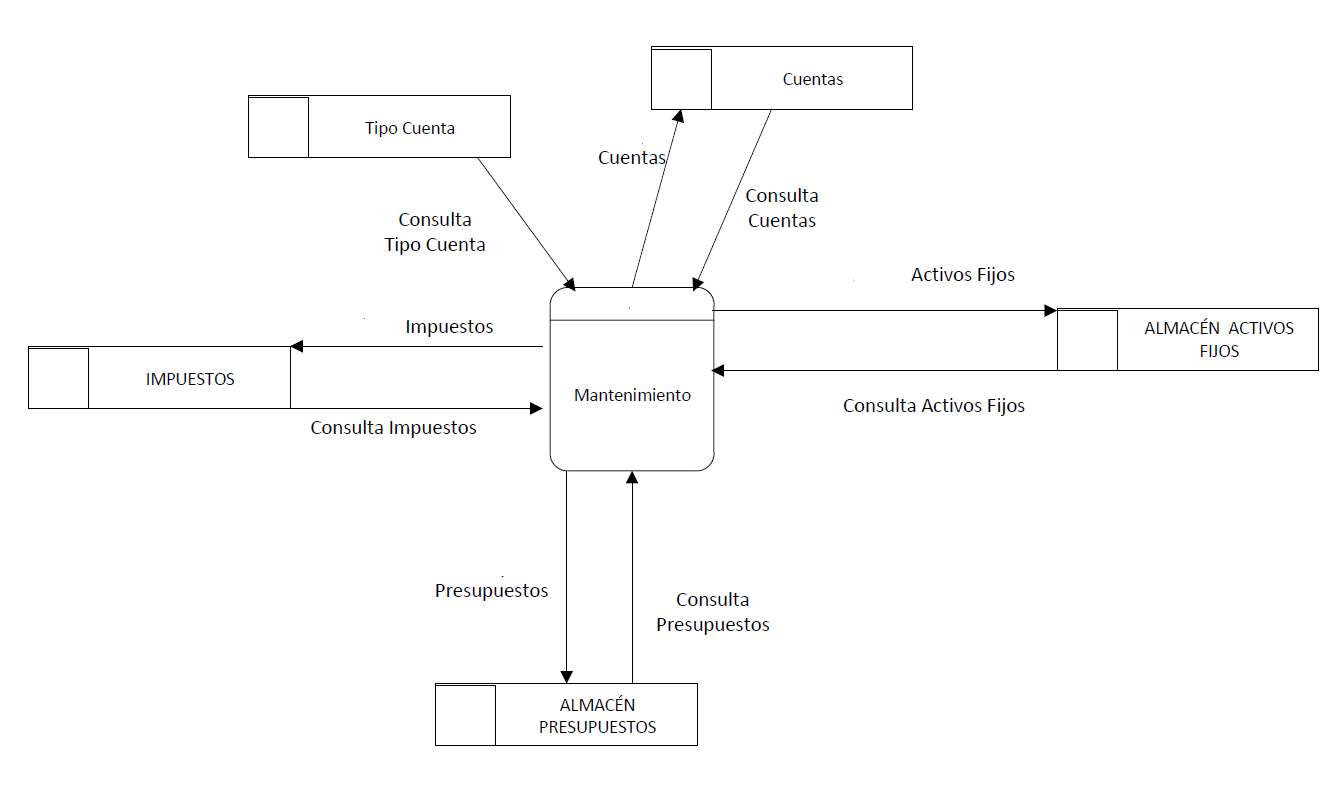 Cuentas
Tipo Cuenta
Cuentas
Consulta
Cuentas
Consulta
Tipo Cuenta
Activos Fijos
Impuestos
ALMACÉN  ACTIVOS
FIJOS
IMPUESTOS
Mantenimiento
Consulta Activos Fijos
Consulta Impuestos
Presupuestos
Consulta
Presupuestos
ALMACÉN
PRESUPUESTOS